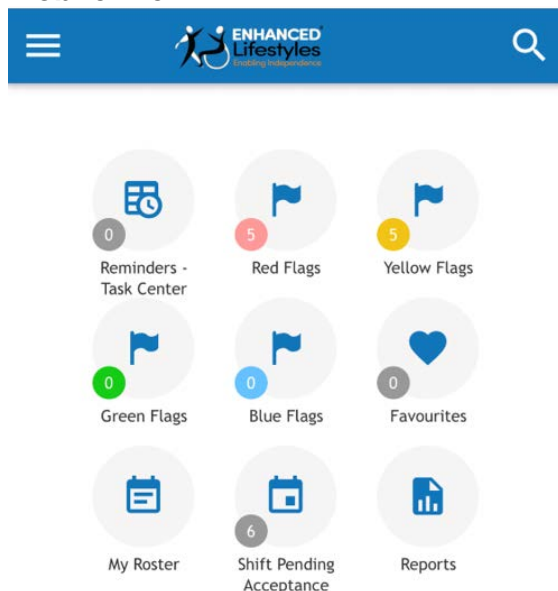 ENHANCED
Lifestyles
Enabling Independence
0
5
5
Reminders -
Task Center
Red Flags
Yellow Flags
0
0
0
Green Flags
Blue Flags
Favourites
6
My Roster
Shift Pending
Acceptance
Reports